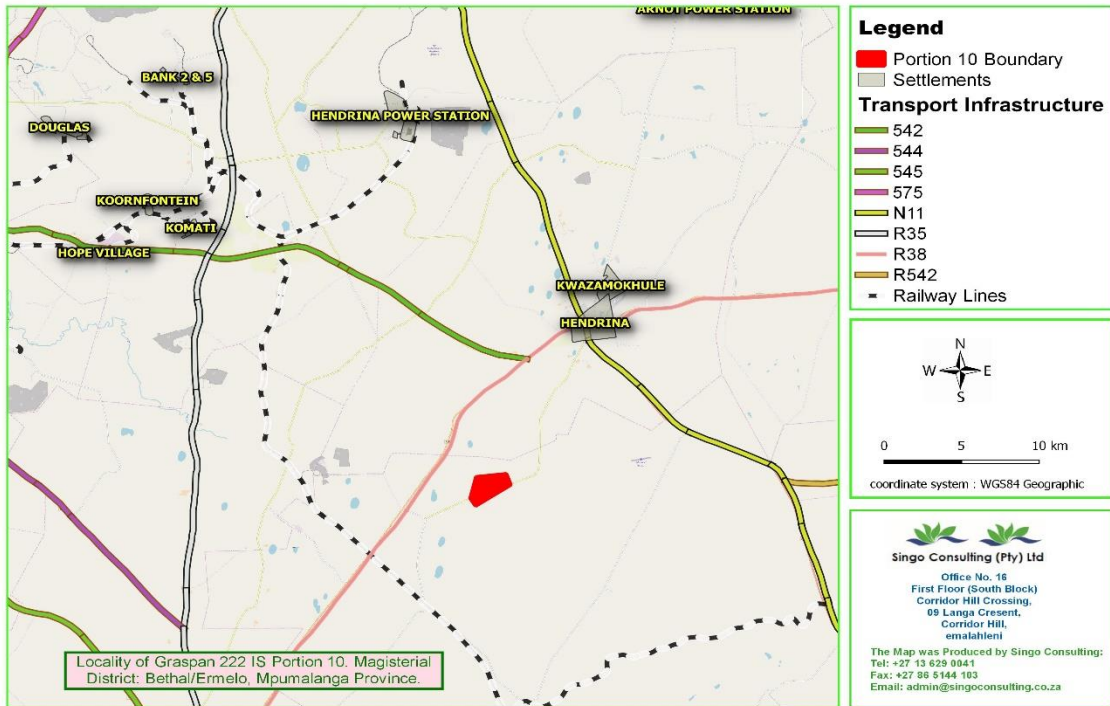 ARNOT POWER STATION
BANK 2 & 5
DOUGLAS
HENDRINA POWER STATION
KOORNFONTEIN
KOMATI
HOPE VILLAGE
KWAZAMOKHULE
HENDRINA
Locality of Graspan 222 IS Portion 10. Magisterial
District: Bethal/Ermelo, Mpumalanga Province.
Legend
Portion 10 Boundary
Settlements
Transport Infrastructure
542
544
545
575
N11
R35
R38
R542
Railway Lines
N
W E
S
0 5 10 km
coordinate system : WGS84 Geographic
Singo Consulting (Pty) Ltd
Office No. 16
First Floor (South Block)
Corridor Hill Crossing,
09 Langa Cresent,
Corridor Hill,
emalahleni
The Map was Produced by Singo Consulting:
Tel: +27 13 629 0041
Fax: +27 86 5144 103
Email: admin@singoconsulting.co.za